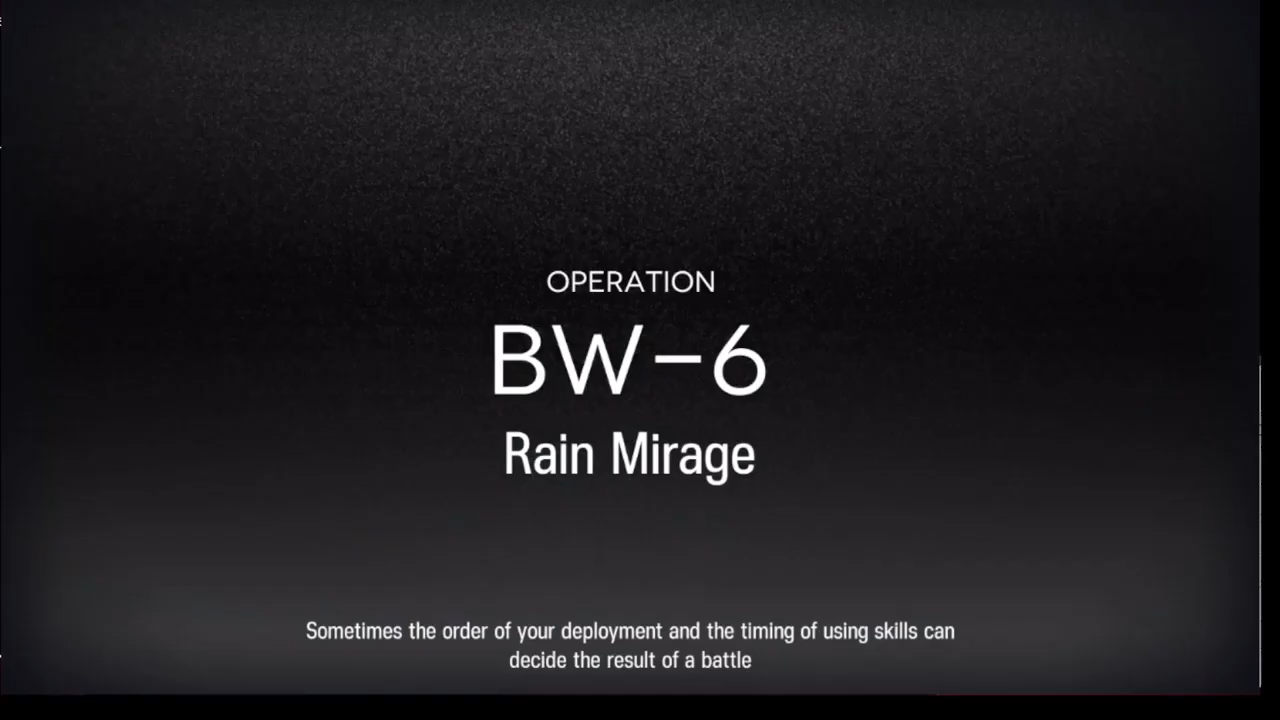 OPERATION
BW-6
Rain Mirage
Sometimes the order of your deployment and the timing of using skills can
decide the result of a battle